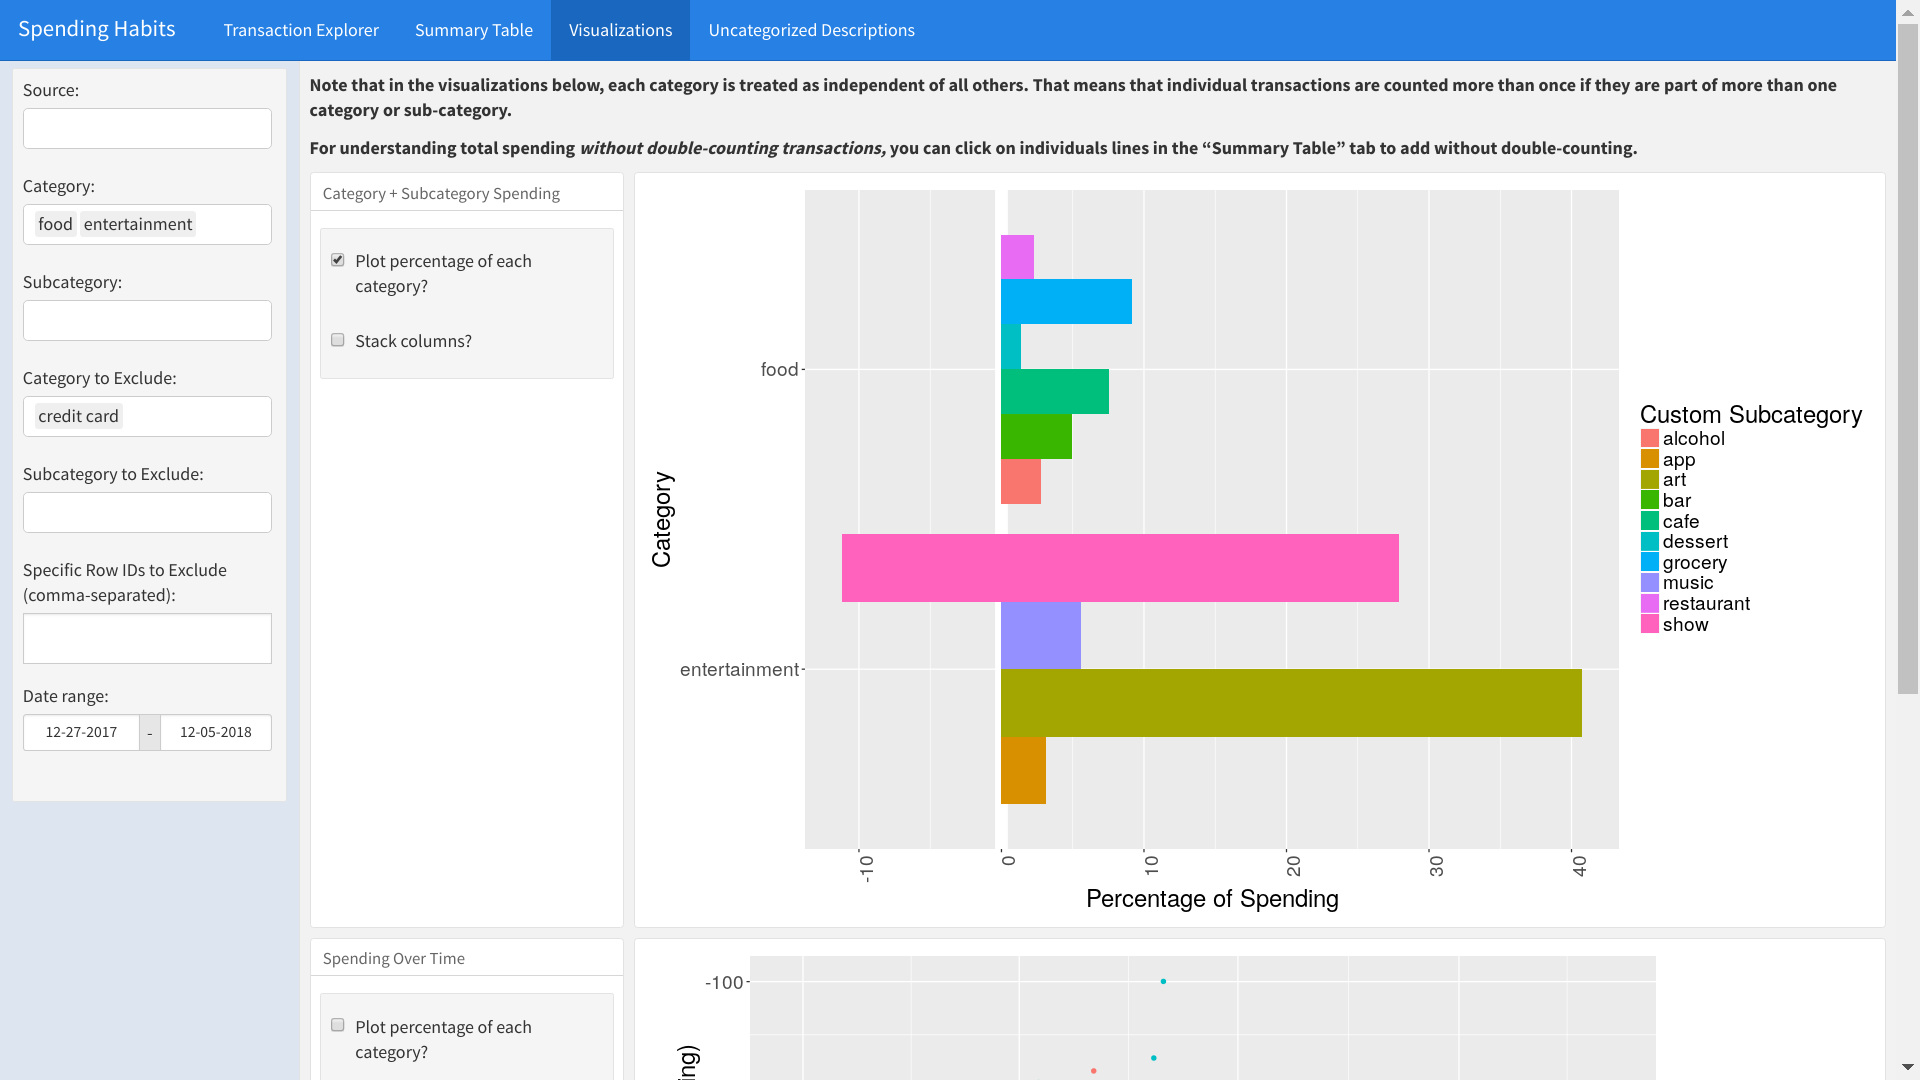 Spending Habits
Transaction Explorer
Summary Table
Visualizations
Uncategorized Descriptions
Source:
Category:
food entertainment
Subcategory:
Category to Exclude:
credit card
Subcategory to Exclude:
Specific Row IDs to Exclude
(comma-separated):
Date range:
12-27-2017 - 12-05-2018
Note that in the visualizations below, each category is treated as independent of all others. That means that individual transactions are counted more than once if they are part of more than one
category or sub-category.
For understanding total spending without double-counting transactions, you can click on individuals lines in the “Summary Table” tab to add without double-counting.
Category + Subcategory Spending
Plot percentage of each
category?
Stack columns?
Category
food
entertainment
-10
0
10
20
30
40
Percentage of Spending
Custom Subcategory
alcohol
app
art
bar
cafe
dessert
grocery
music
restaurant
show
Spending Over Time
Plot percentage of each
category?
-100
ing)